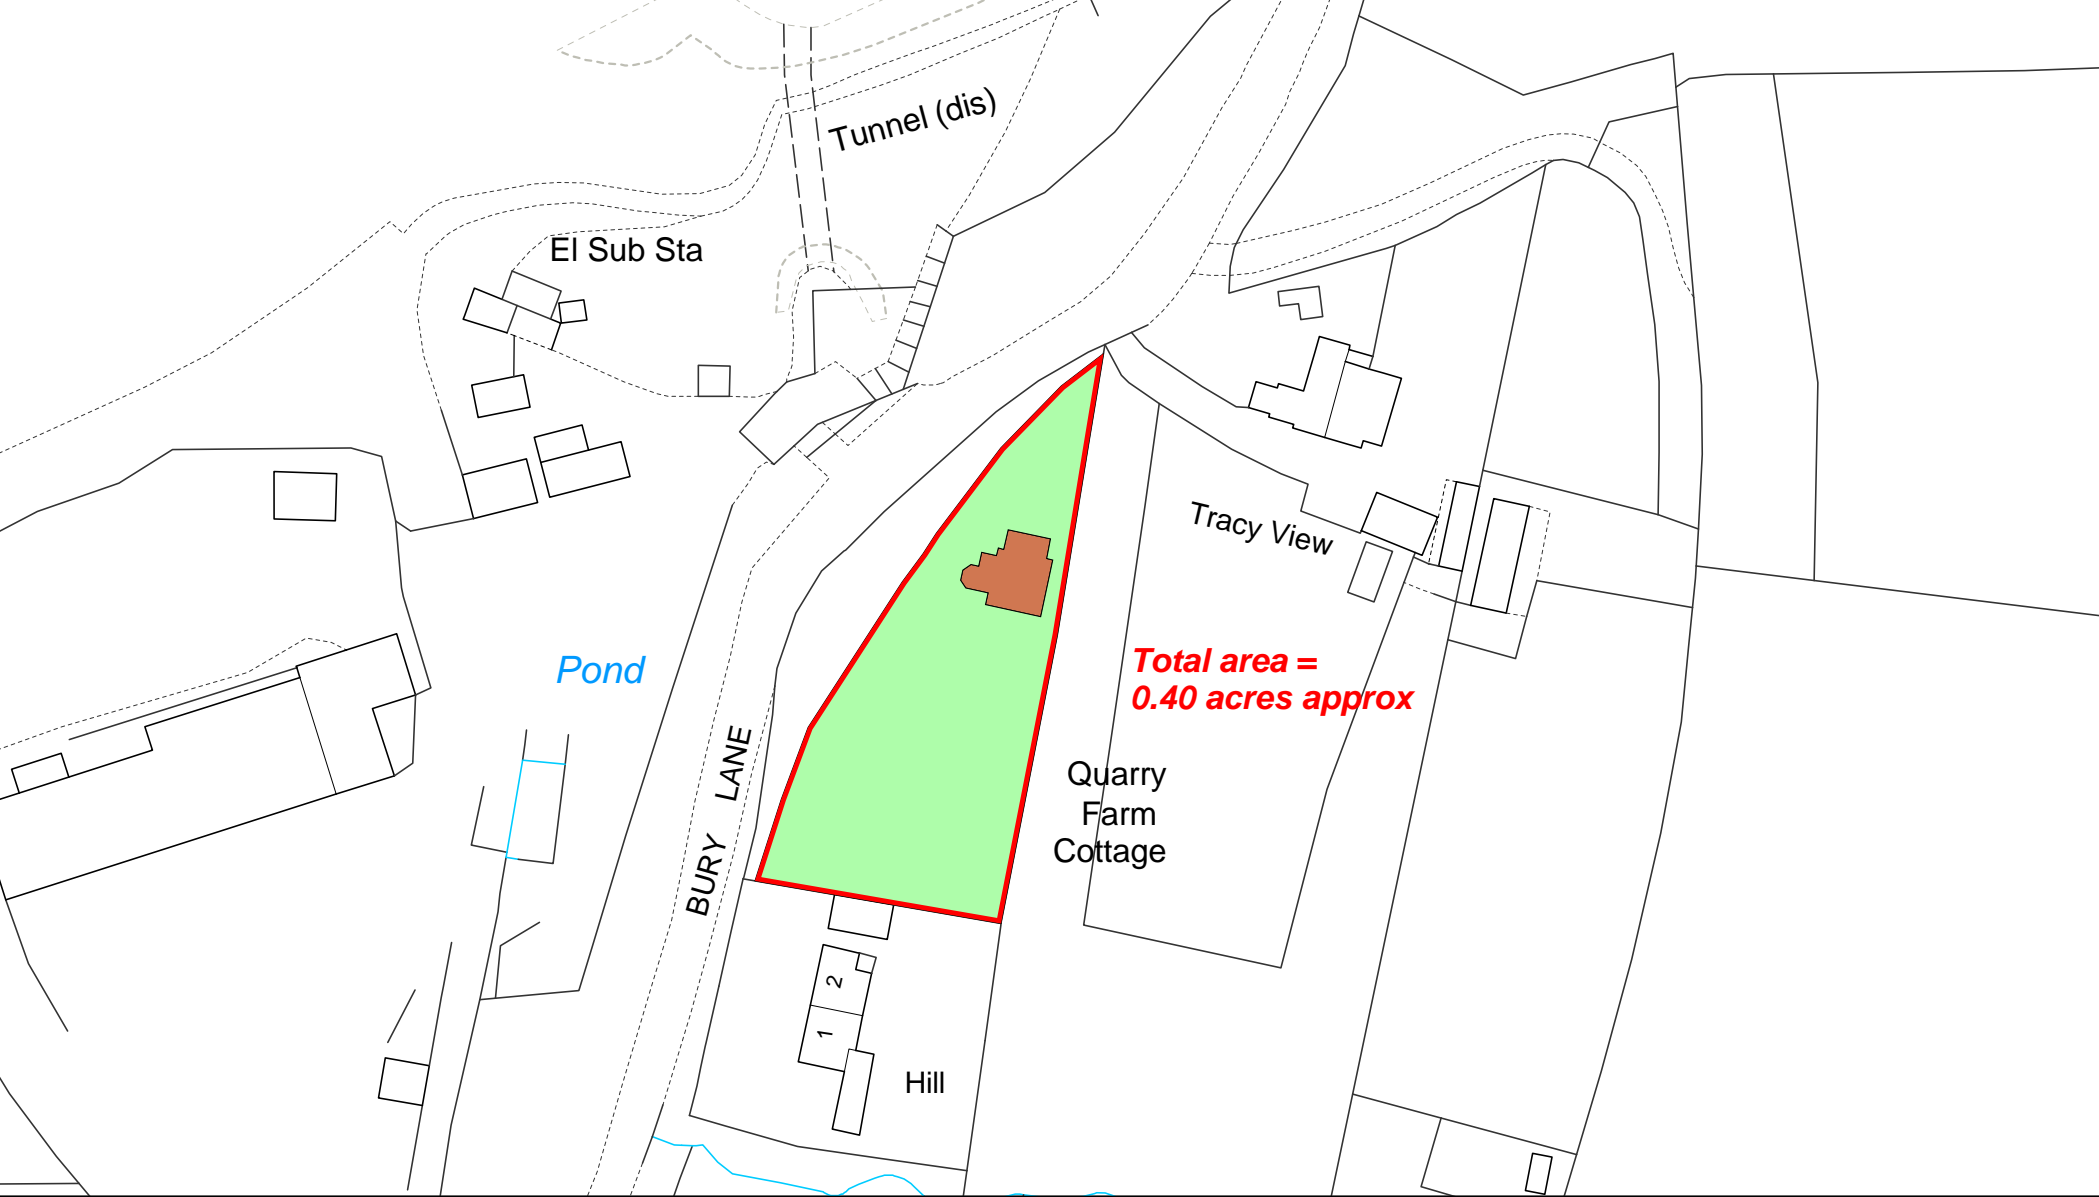 Tunnel (dis)
El Sub Sta
Tracy View
Pond
Total area =
0.40 acres approx
BURY LANE
Quarry
Farm
Cottage
2
1
Hill